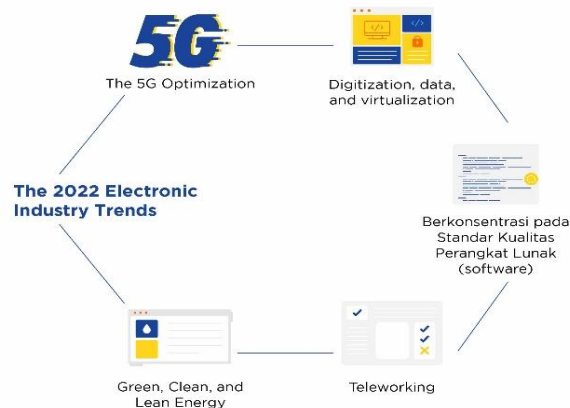 5G
The 5G Optimization
Digitization, data,
and virtualization
The 2022 Electronic
Industry Trends
Berkonsentrasi pada
Standar Kualitas
Perangkat Lunak
(software)
Green, Clean, and
Lean Energy
Teleworking